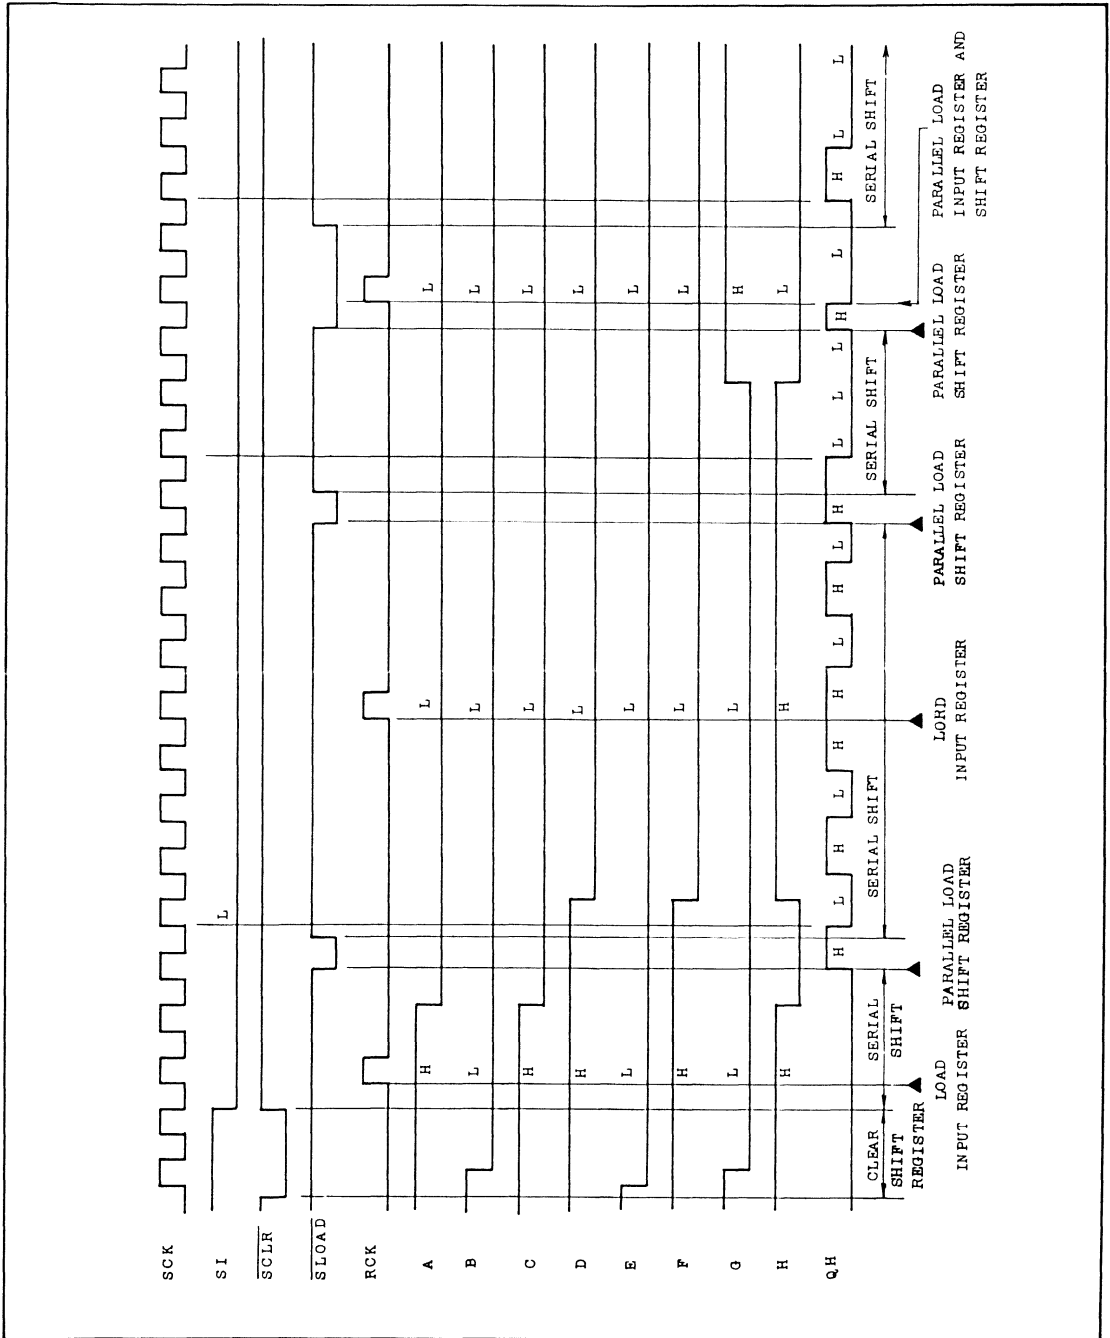 SCK
SI L
SCLR
SLOAD
RCK
A H L L
B L L L
C H L L
D H L L
E L L L
F H L L
G L L H
H H H L
QH H L H L H H L H L H L L L H L H L L
CLEAR
SHIFT
REGISTER
SERIAL
SHIFT
SERIAL SHIFT
SERIAL SHIFT
SERIAL SHIFT
LOAD
INPUT REGISTER
PARALLEL LOAD
SHIFT REGISTER
LORD
INPUT REGISTER
PARALLEL LOAD
SHIFT REGISTER
PARALLEL LOAD
SHIFT REGISTER
PARALLEL LOAD
INPUT REGISTER AND
SHIFT REGISTER